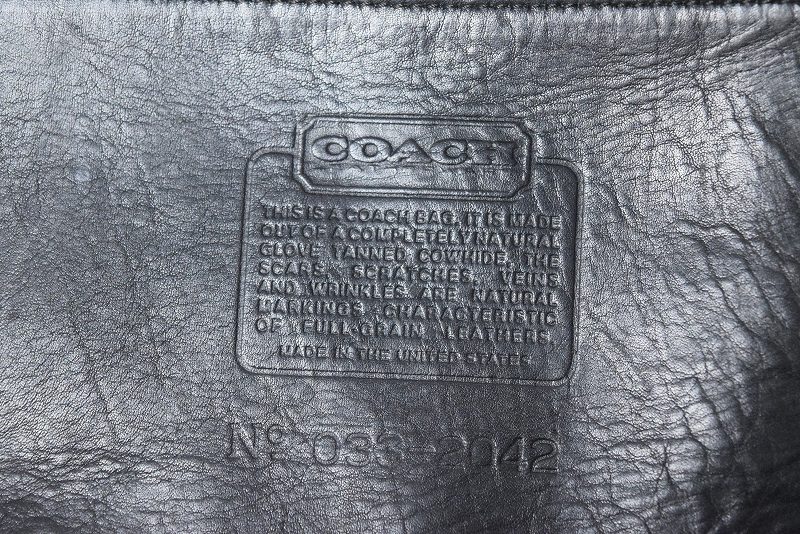 COACH
THIS IS A COACH BAG. IT IS MADE
OUT OF A COMPLETELY NATURAL
GLOVE TANNED COWHIDE. THE
SCARS, SCRATCHES, VEINS
AND WRINKLES ARE NATURAL
MARKINGS CHARACTERISTIC
OF FULL-GRAIN LEATHERS.
MADE IN THE UNITED STATES.
No 033-2042